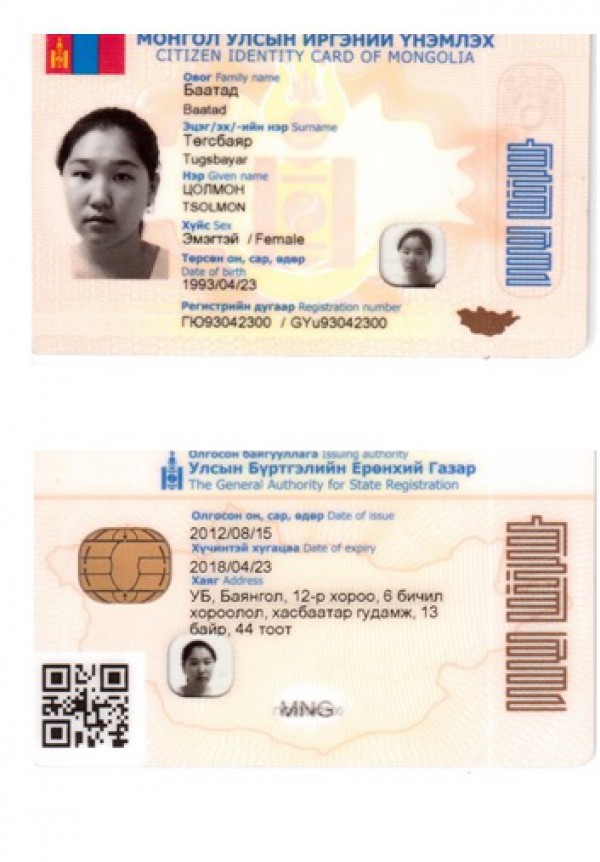 МОНГОЛ УЛСЫН ИРГЭНИЙ ҮНЭМЛЭХ
CITIZEN IDENTITY CARD OF MONGOLIA
Овог Family name
Баатад
Baatad
Эцэг/эх/-ийн нэр Surname
Төгсбаяр
Tugsbayar
Нэр Given name
ЦОЛМОН
TSOLMON
Хүйс Sex
Эмэгтэй / Female
Төрсөн он, сар, өдөр
Date of birth
1993/04/23
Регистрийн дугаар Registration number
ГЮ93042300 / GYu93042300
Олгосон байгууллага Issuing authority
Улсын Бүртгэлийн Ерөнхий Газар
The General Authority for State Registration
Олгосон он, сар, өдөр Date of issue
2012/08/15
Хүчинтэй хугацаа Date of expiry
2018/04/23
Хаяг Address
УБ, Баянгол, 12-р хороо, 6 бичил
хороолол, хасбаатар гудамж, 13
байр, 44 тоот
MNG